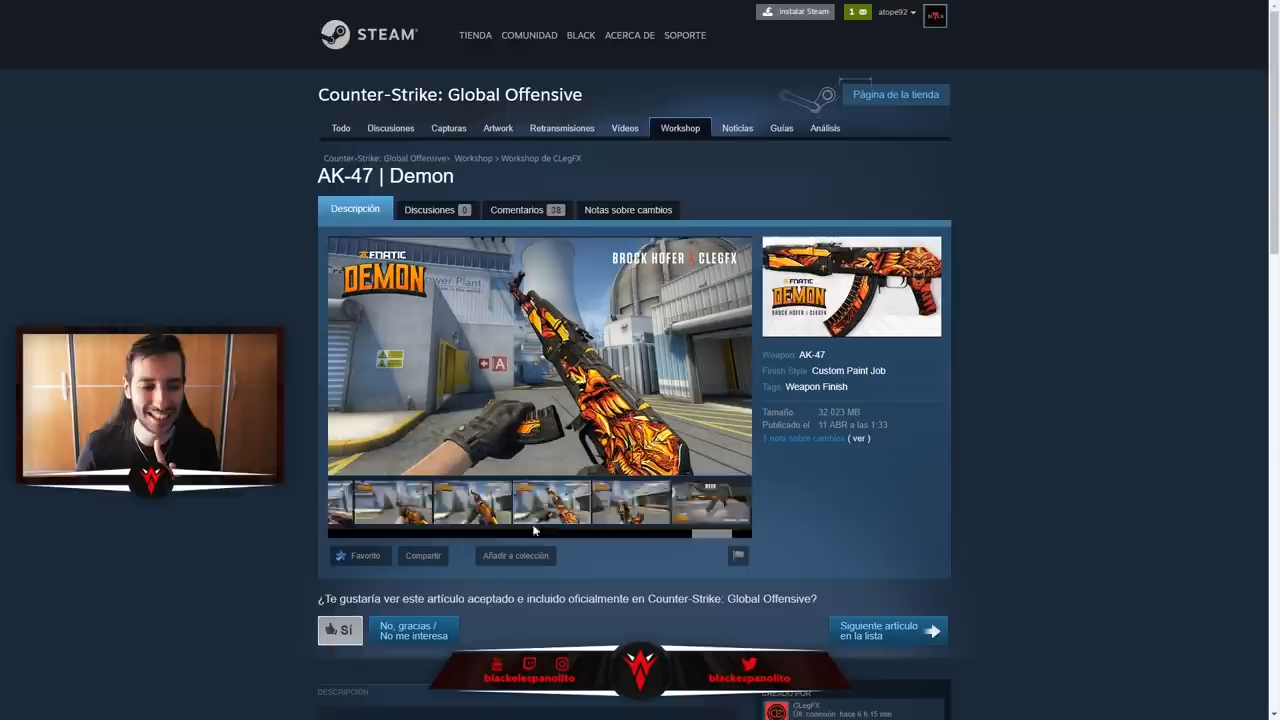 Instalar Steam
1
atope92
STEAM
TIENDA
COMUNIDAD
BLACK
ACERCA DE
SOPORTE
Counter-Strike: Global Offensive
Página de la tienda
Todo
Discusiones
Capturas
Artwork
Retransmisiones
Vídeos
Workshop
Noticias
Guías
Análisis
Counter-Strike: Global Offensive> Workshop > Workshop de CLegFX
AK-47 | Demon
Descripción
Discusiones 0
Comentarios 38
Notas sobre cambios
FNATIC
DEMON
BROCK HOFER X CLEGFX
A
FNATIC
DEMON
BROCK HOFER X CLEGFX
Weapon: AK-47
Finish Style: Custom Paint Job
Tags: Weapon Finish
Tamaño 32.023 MB
Publicado el 11 ABR a las 1:33
1 nota sobre cambios ( ver )
Favorito
Compartir
Añadir a colección
¿Te gustaría ver este artículo aceptado e incluido oficialmente en Counter-Strike: Global Offensive?
Sí
No, gracias /
No me interesa
Siguiente artículo
en la lista
blackelespanolito
blackespanolito
DESCRIPCIÓN
CREADO POR
CLegFX
Últ. conexión: hace 6 h 15 min